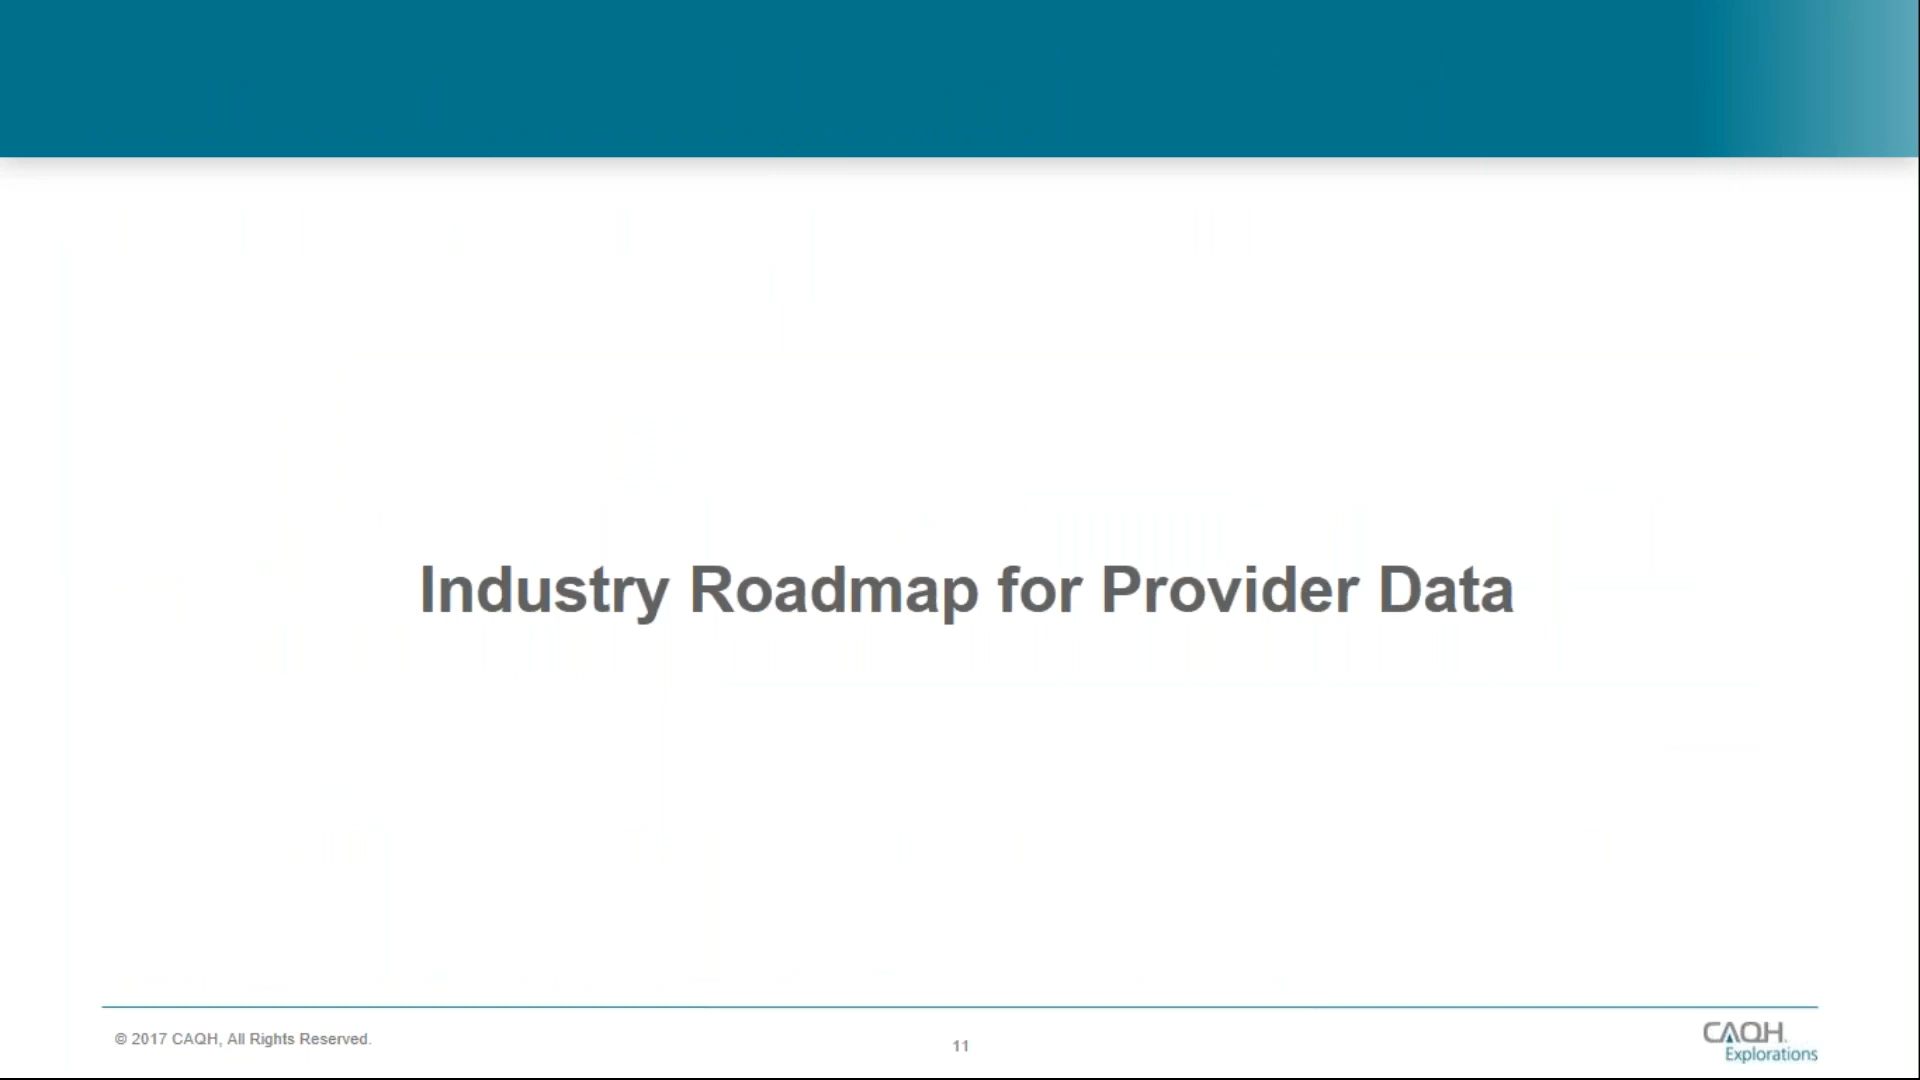 Industry Roadmap for Provider Data
© 2017 CAQH, All Rights Reserved.
11
CAQH.
Explorations